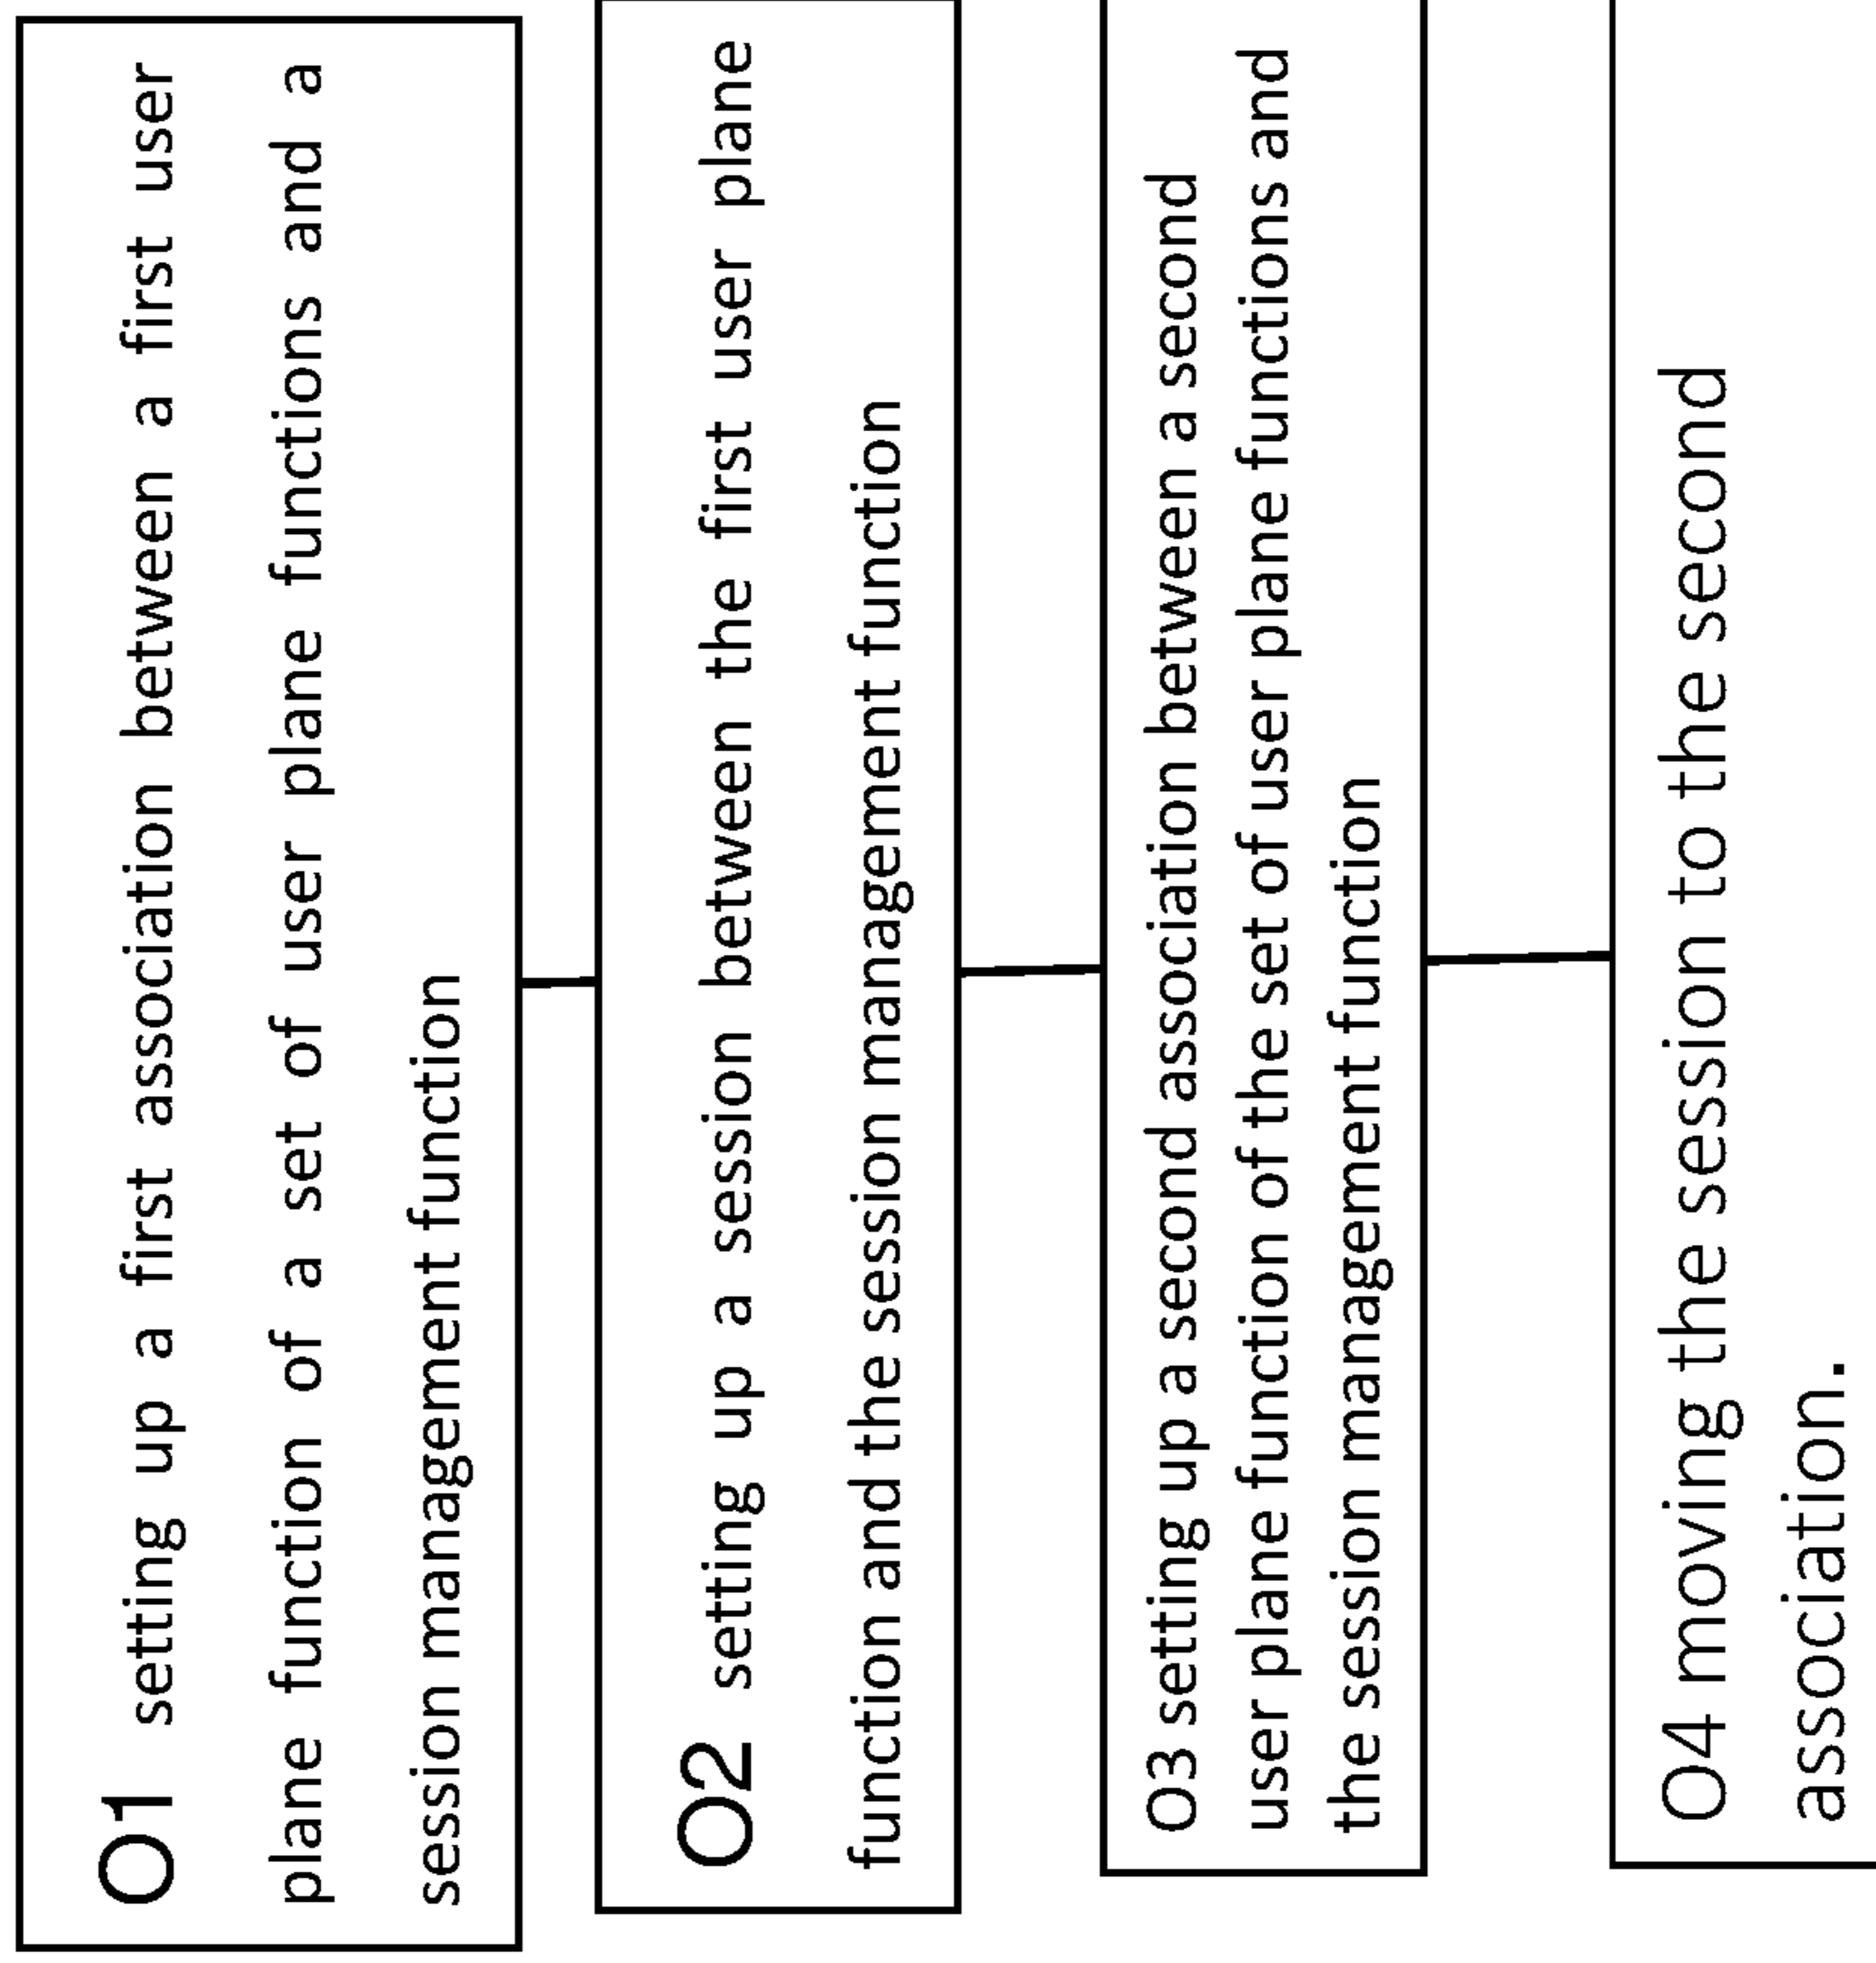 O1 setting up a first association between a first user
plane function of a set of user plane functions and a
session management function
O2 setting up a session between the first user plane
function and the session management function
O3 setting up a second association between a second
user plane function of the set of user plane functions and
the session management function
O4 moving the session to the second
association.